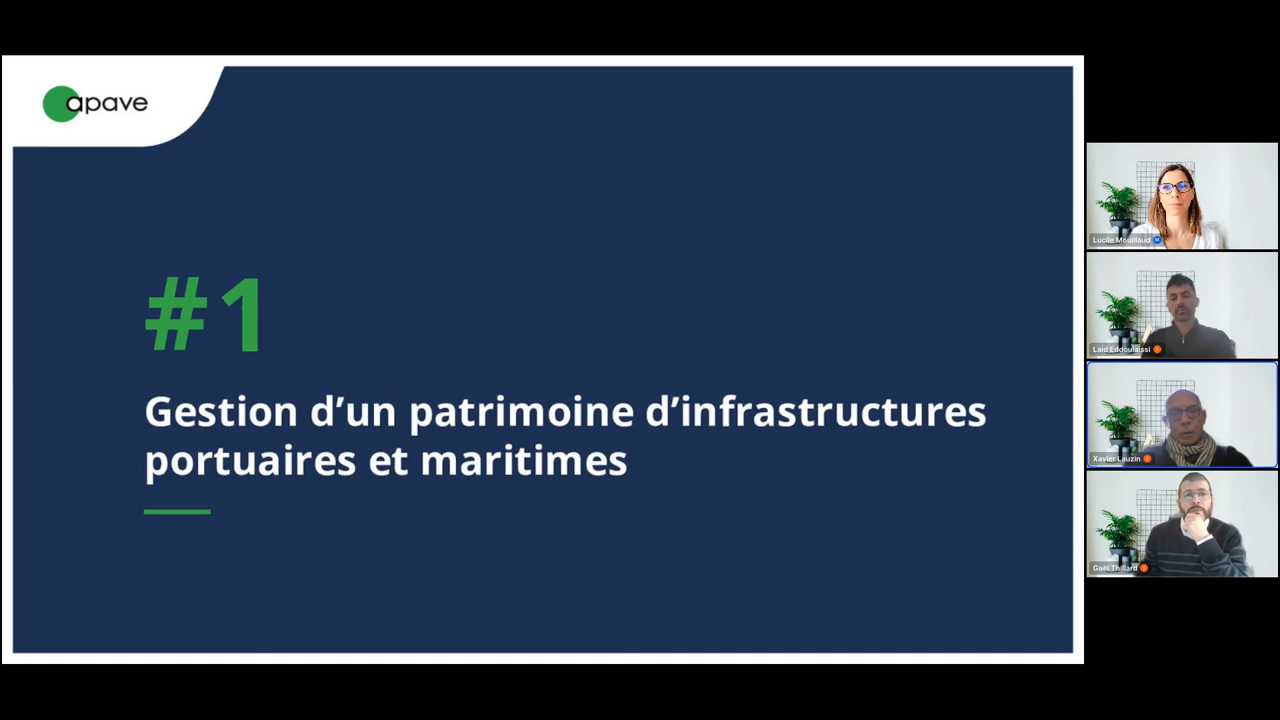 apave
#1
Gestion d’un patrimoine d’infrastructures
portuaires et maritimes
Lucile Mouillaud
Laid Eddoulaissi
Xavier Lauzin
Gaël Thillard